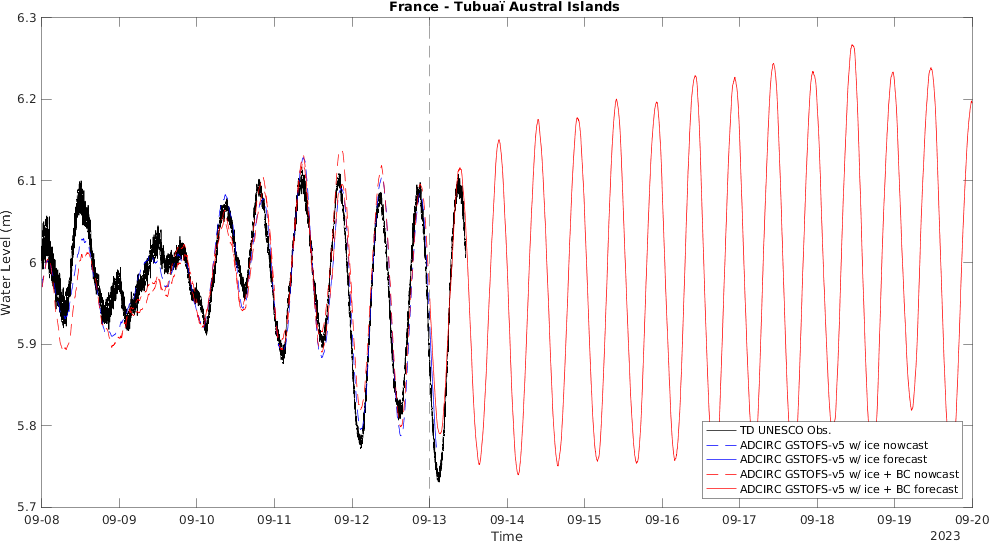 France - Tubuaï Austral Islands
6.3
6.2
6.1
6
5.9
5.8
5.7
Water Level (m)
TD UNESCO Obs.
ADCIRC GSTOFS-v5 w/ ice nowcast
ADCIRC GSTOFS-v5 w/ ice forecast
ADCIRC GSTOFS-v5 w/ ice + BC nowcast
ADCIRC GSTOFS-v5 w/ ice + BC forecast
09-08 09-09 09-10 09-11 09-12 09-13 09-14 09-15 09-16 09-17 09-18 09-19 09-20
Time
2023